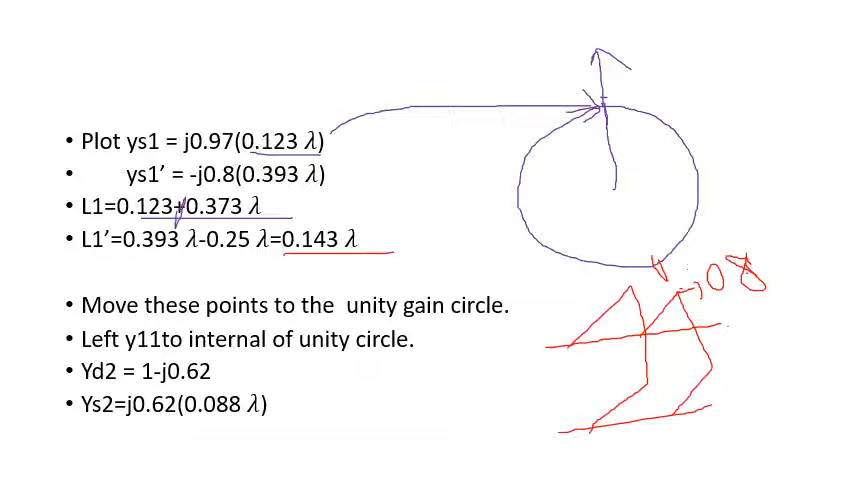 • Plot ys1 = j0.97(0.123 λ)
• ys1’ = -j0.8(0.393 λ)
• L1=0.123+0.373 λ
• L1’=0.393 λ-0.25 λ=0.143 λ
• Move these points to the unity gain circle.
• Left y11to internal of unity circle.
• Yd2 = 1-j0.62
• Ys2=j0.62(0.088 λ)